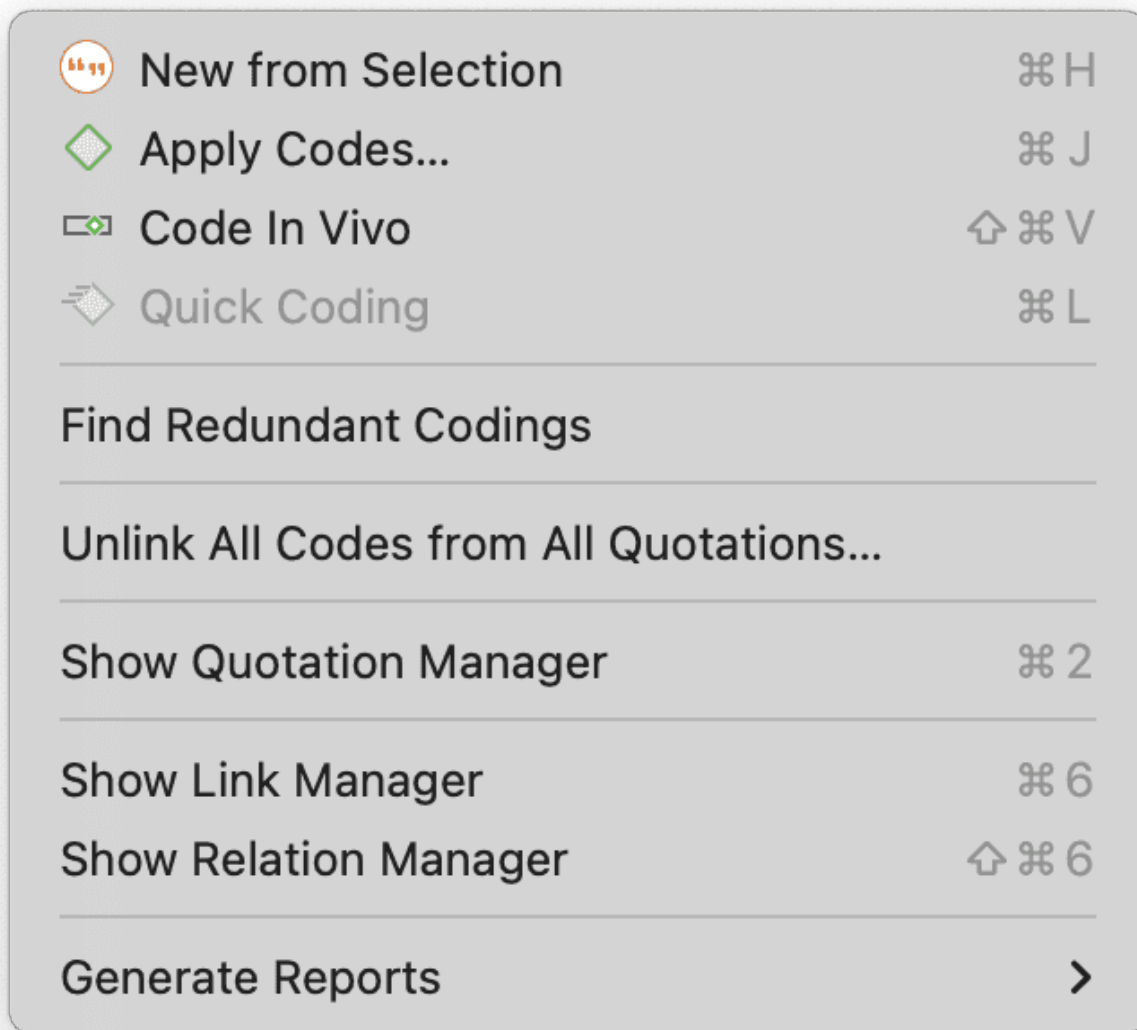 New from Selection ⌘H
Apply Codes... ⌘J
Code In Vivo ⇧⌘V
Quick Coding ⌘L
Find Redundant Codings
Unlink All Codes from All Quotations...
Show Quotation Manager ⌘2
Show Link Manager ⌘6
Show Relation Manager ⇧⌘6
Generate Reports